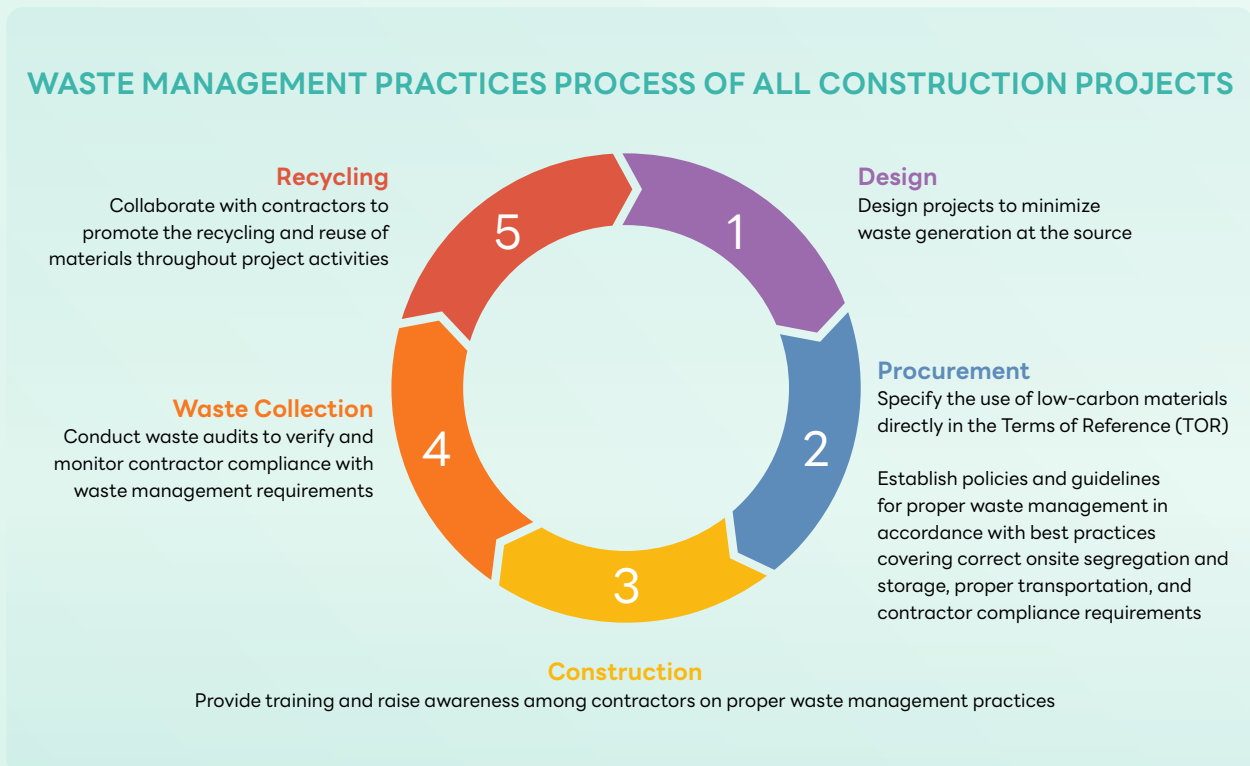 WASTE MANAGEMENT PRACTICES PROCESS OF ALL CONSTRUCTION PROJECTS
1
Design
Design projects to minimize
waste generation at the source
2
Procurement
Specify the use of low-carbon materials
directly in the Terms of Reference (TOR)
Establish policies and guidelines
for proper waste management in
accordance with best practices
covering correct onsite segregation and
storage, proper transportation, and
contractor compliance requirements
3
Construction
Provide training and raise awareness among contractors on proper waste management practices
4
Waste Collection
Conduct waste audits to verify and
monitor contractor compliance with
waste management requirements
5
Recycling
Collaborate with contractors to
promote the recycling and reuse of
materials throughout project activities